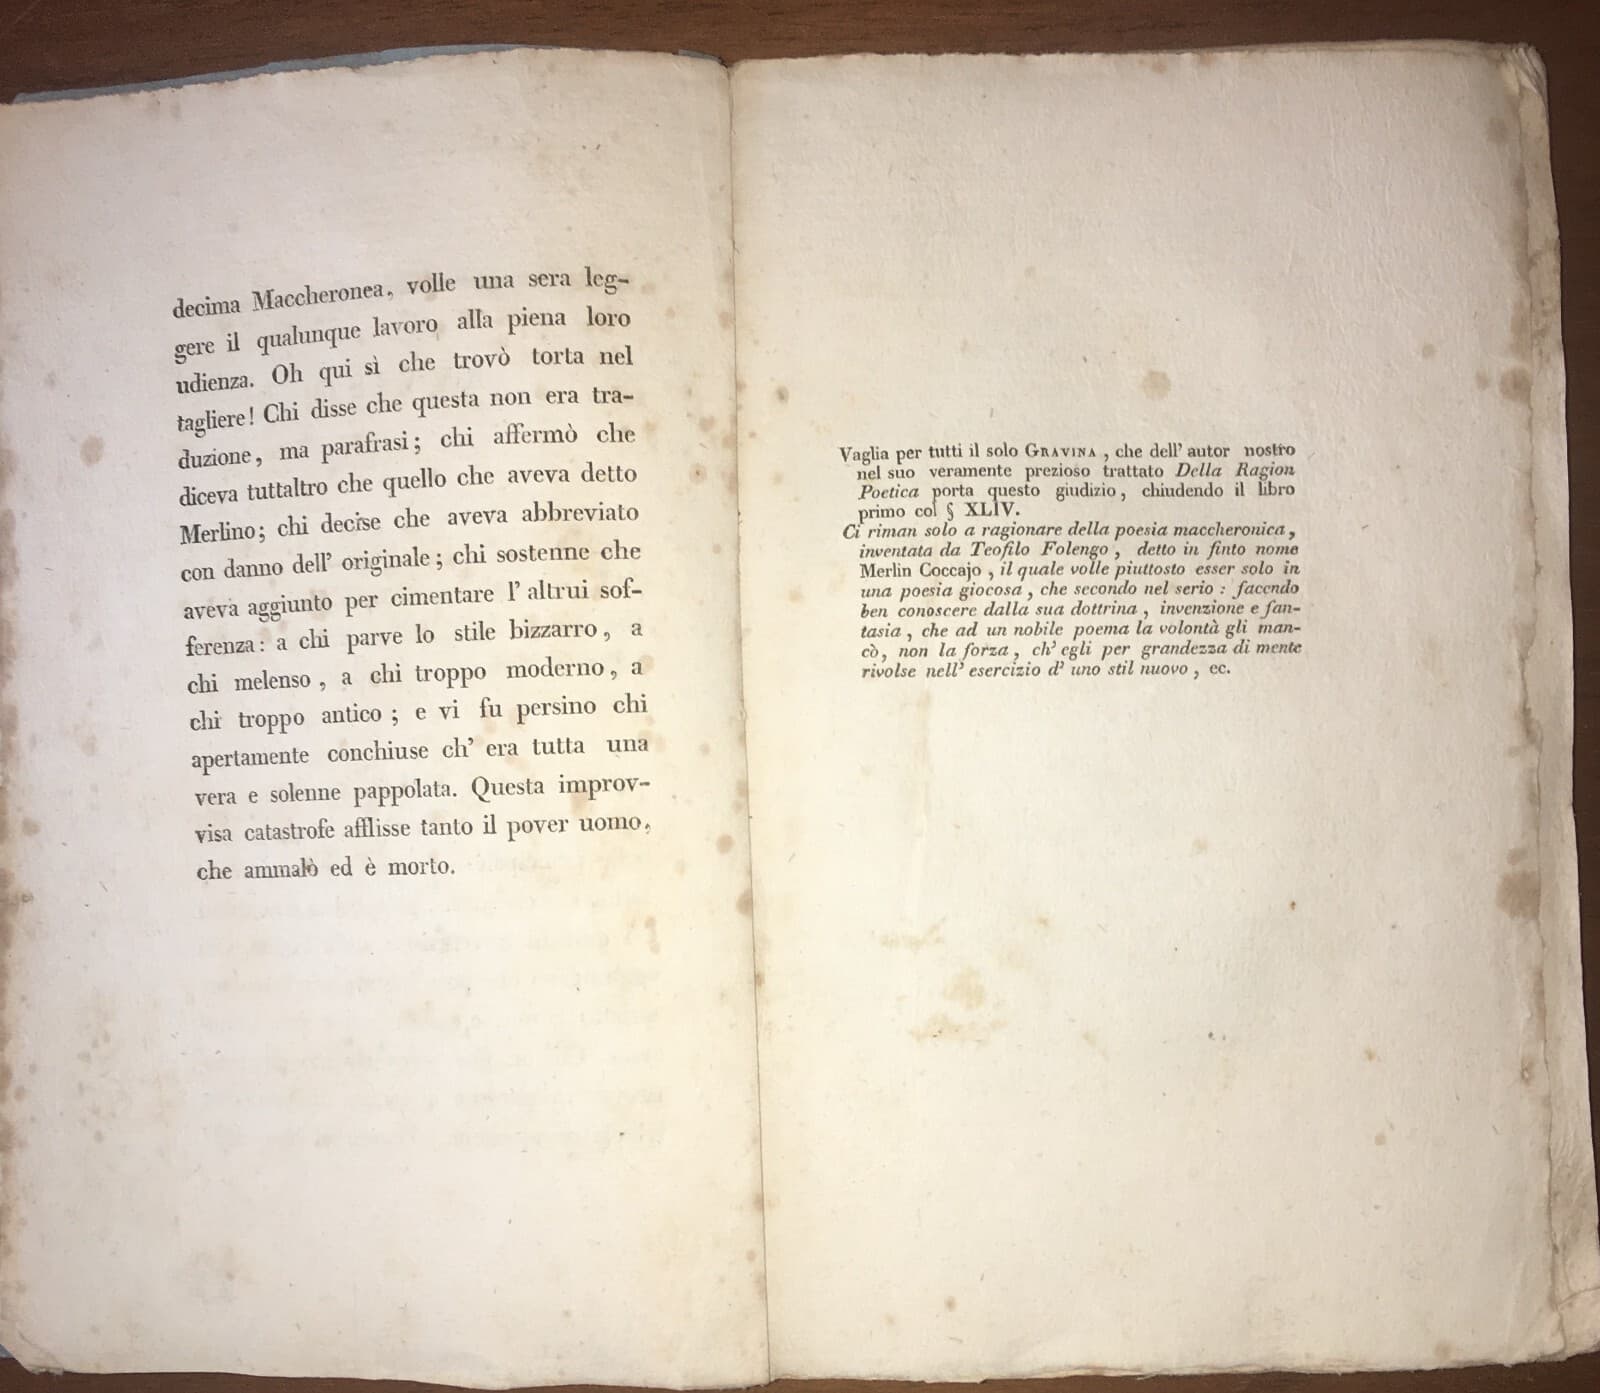 decima Maccheronea, volle una sera leg-
gere il qualunque lavoro alla piena loro
udienza. Oh qui sì che trovò torta nel
tagliere! Chi disse che questa non era tra-
duzione, ma parafrasi; chi affermò che
diceva tuttaltro che quello che aveva detto
Merlino; chi decise che aveva abbreviato
con danno dell' originale; chi sostenne che
aveva aggiunto per cimentare l' altrui sof-
ferenza: a chi parve lo stile bizzarro, a
chi melenso, a chi troppo moderno, a
chi troppo antico; e vi fu persino chi
apertamente conchiuse ch' era tutta una
vera e solenne pappolata. Questa improv-
visa catastrofe afflisse tanto il pover uomo,
che ammalò ed è morto.
Vaglia per tutti il solo GRAVINA, che dell' autor nostro
nel suo veramente prezioso trattato Della Ragion
Poetica porta questo giudizio, chiudendo il libro
primo col § XLIV.
Ci riman solo a ragionare della poesia maccheronica,
inventata da Teofilo Folengo, detto in finto nome
Merlin Coccajo, il quale volle piuttosto esser solo in
una poesia giocosa, che secondo nel serio: facendo
ben conoscere dalla sua dottrina, invenzione e fan-
tasia, che ad un nobile poema la volontà gli man-
cò, non la forza, ch' egli per grandezza di mente
rivolse nell' esercizio d' uno stil nuovo, ec.